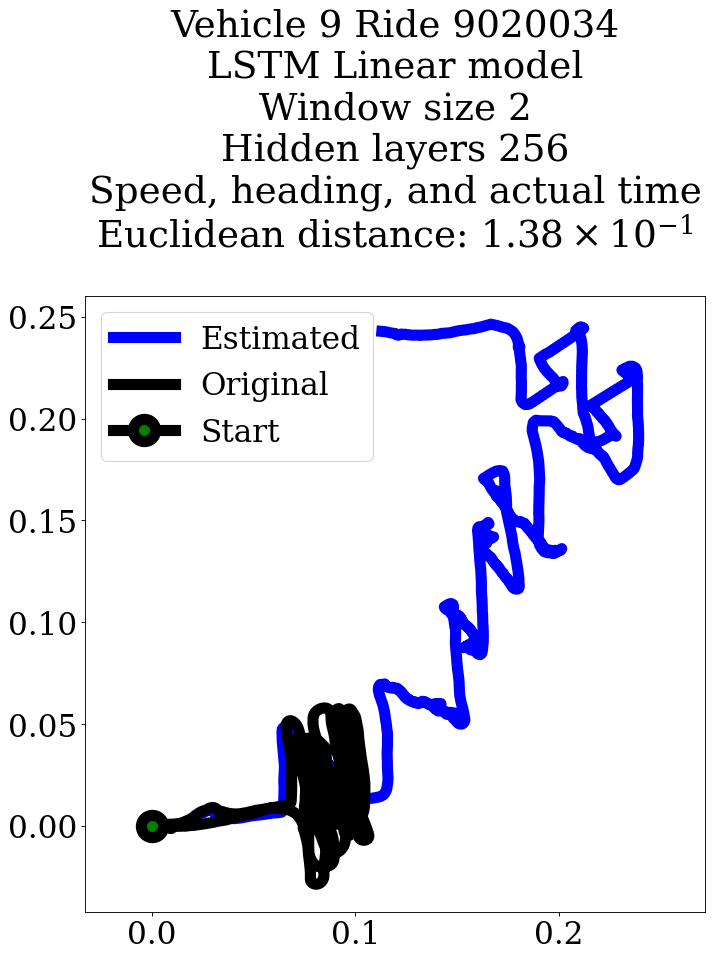 Vehicle 9 Ride 9020034
LSTM Linear model
Window size 2
Hidden layers 256
Speed, heading, and actual time
Euclidean distance: 1.38 × 10⁻¹
0.25
0.20
0.15
0.10
0.05
0.00
Estimated
Original
Start
0.0 0.1 0.2